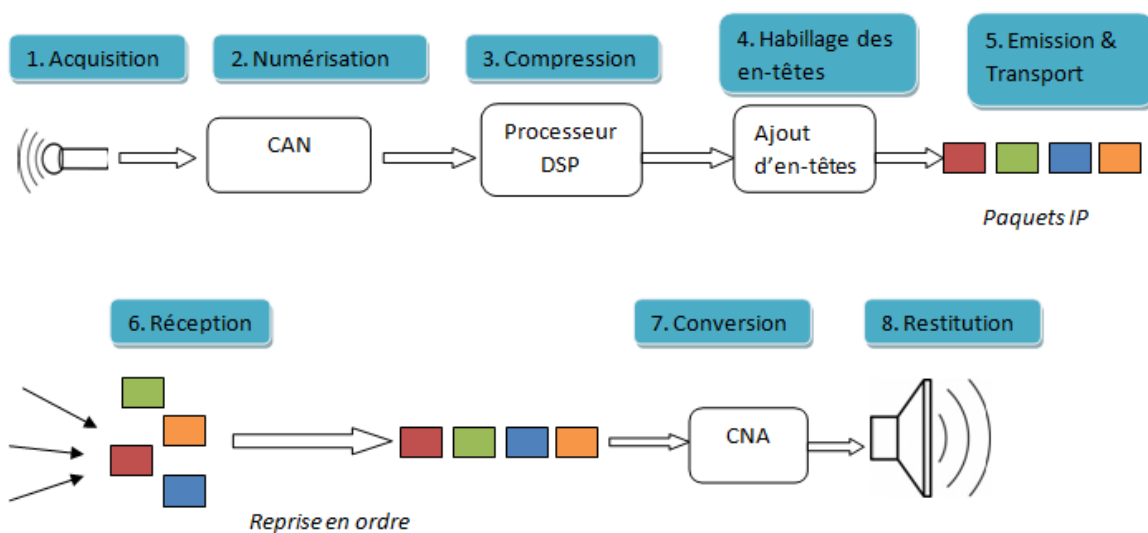 1. Acquisition
2. Numérisation
3. Compression
4. Habillage des
en-têtes
5. Emission &
Transport
CAN
Processeur
DSP
Ajout
d'en-têtes
Paquets IP
6. Réception
7. Conversion
8. Restitution
CNA
Reprise en ordre